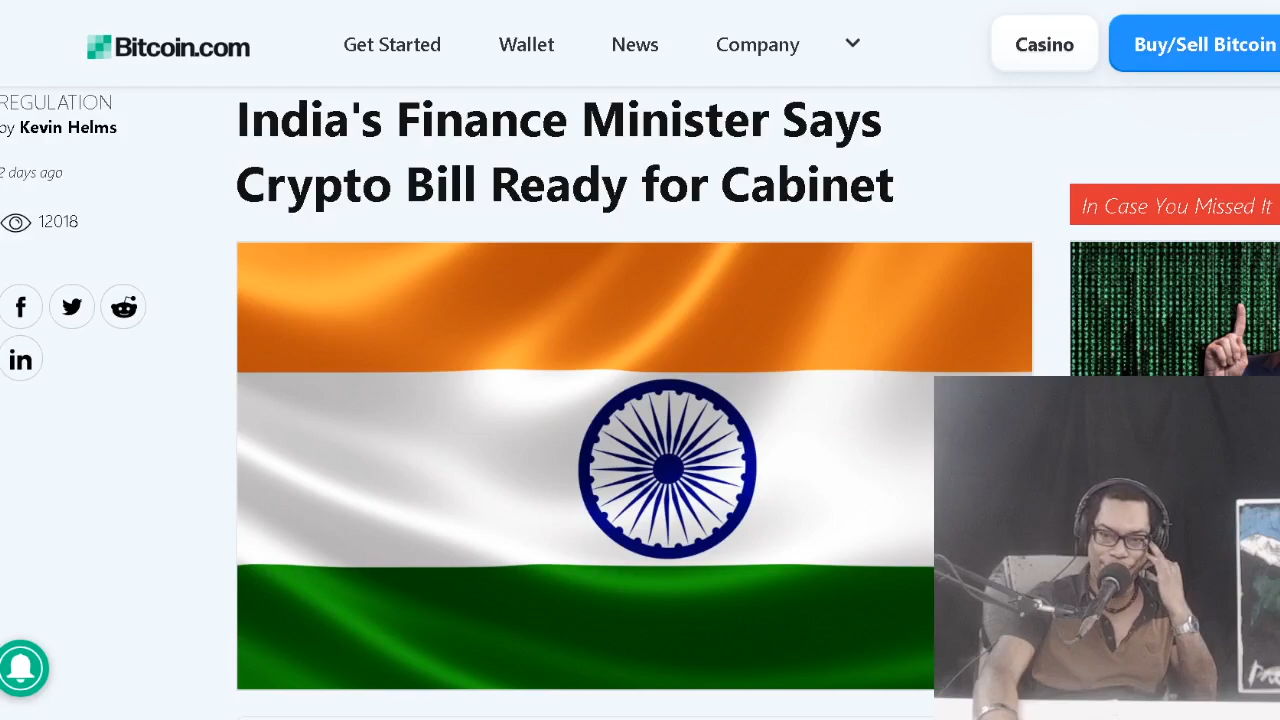 Bitcoin.com
Get Started
Wallet
News
Company
Casino
Buy/Sell Bitcoin
REGULATION
by Kevin Helms
2 days ago
12018
India's Finance Minister Says
Crypto Bill Ready for Cabinet
In Case You Missed It